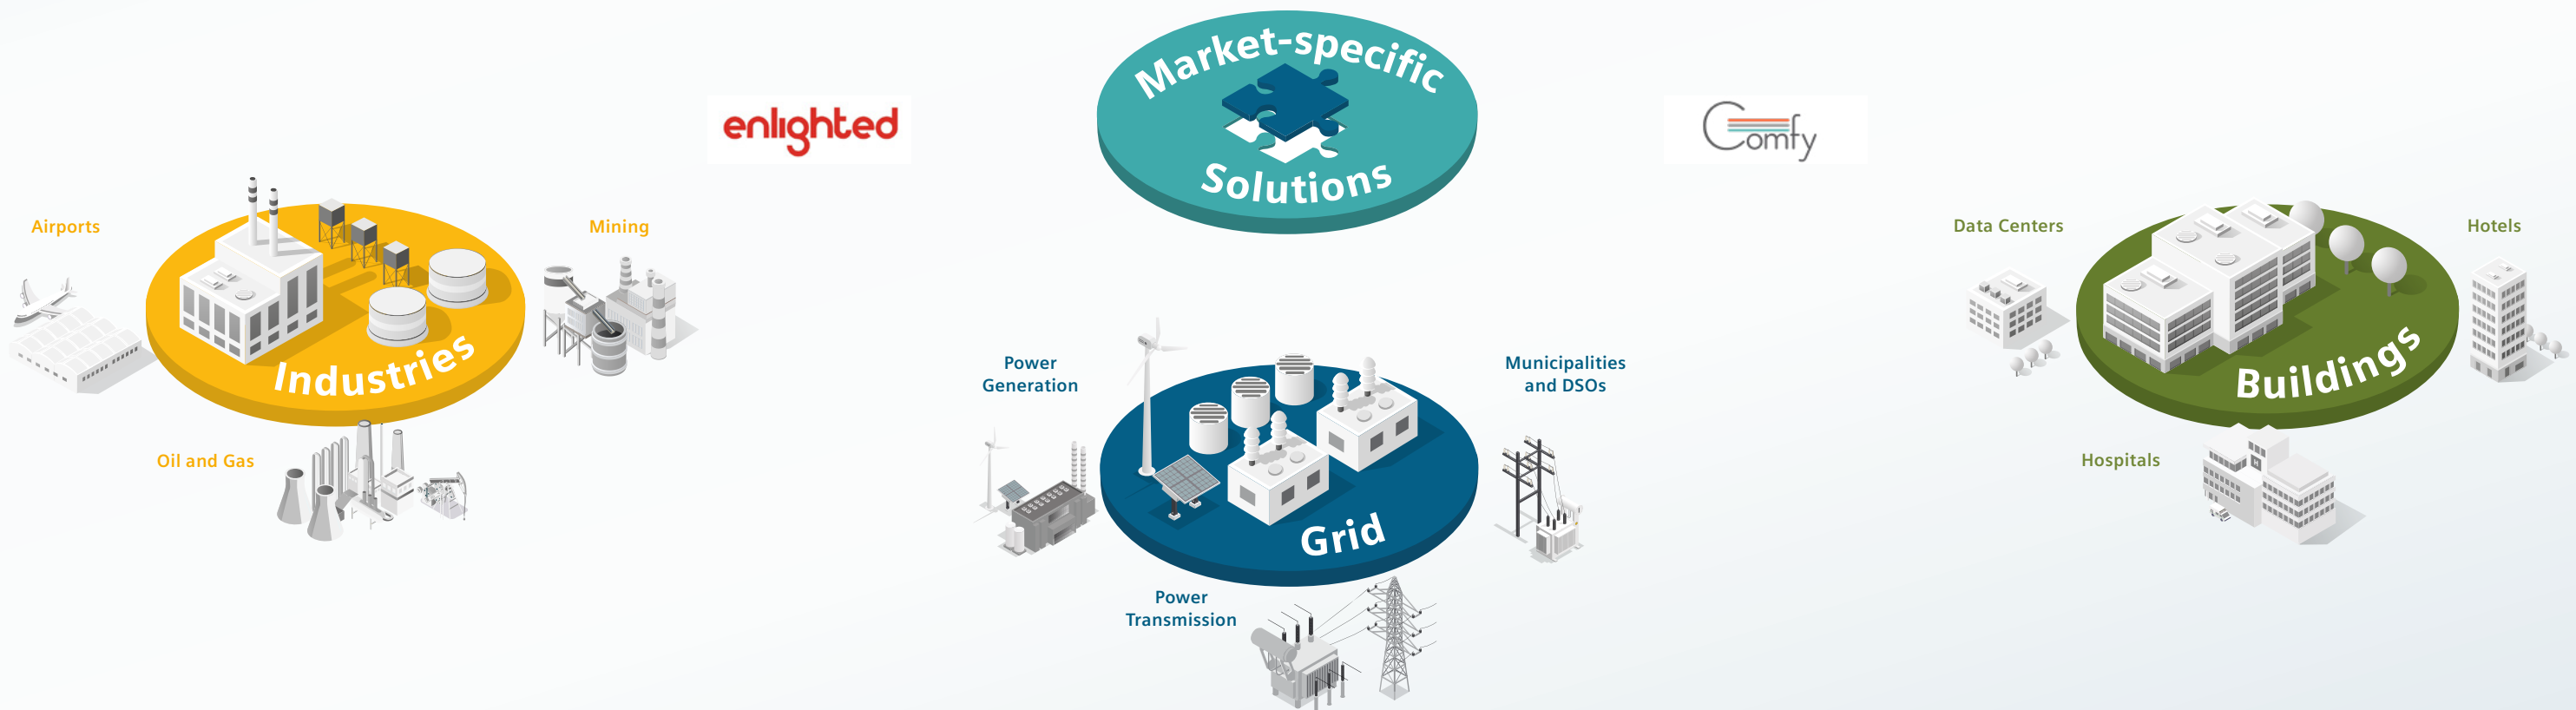 Market-specific
Solutions
enlighted
Comfy
Airports
Mining
Industries
Oil and Gas
Power
Generation
Municipalities
and DSOs
Grid
Power
Transmission
Data Centers
Hotels
Buildings
Hospitals